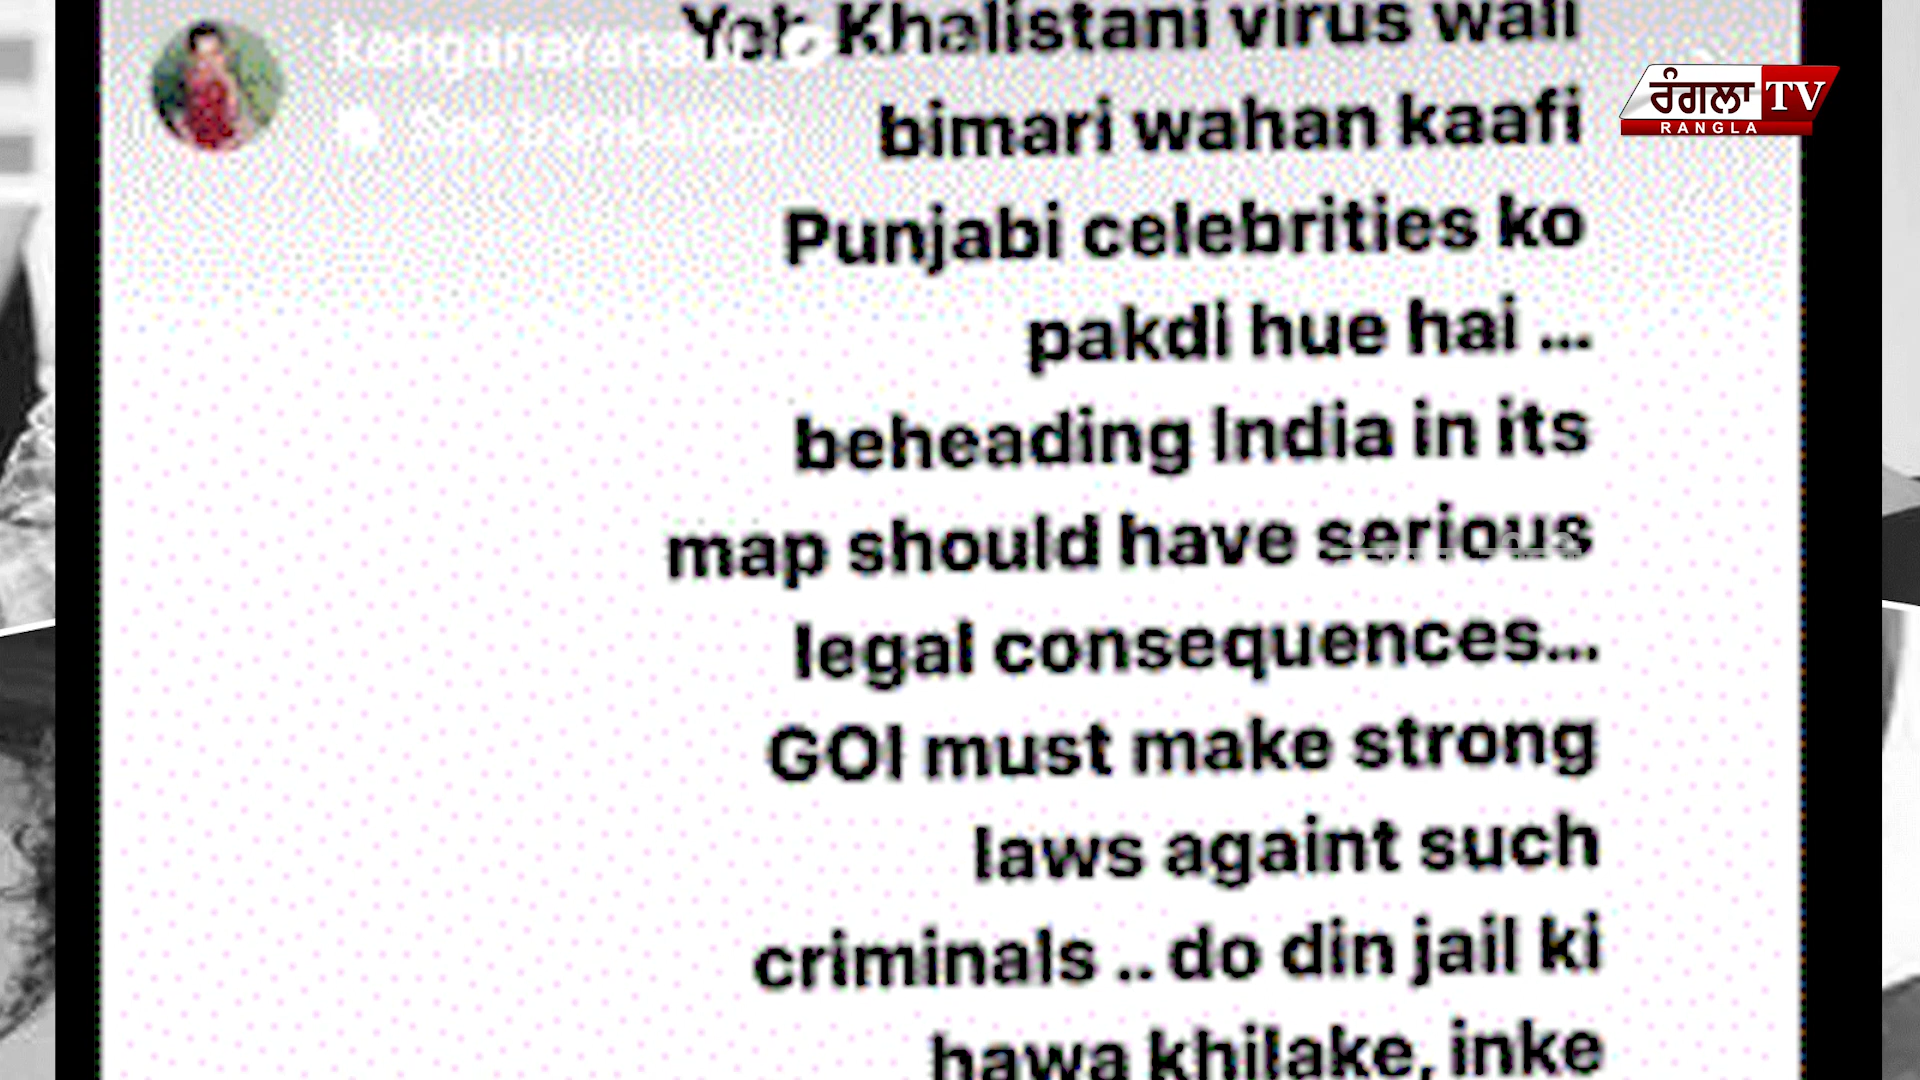 Yeh Khalistani virus wali
bimari wahan kaafi
Punjabi celebrities ko
pakdi hue hai ...
beheading India in its
map should have serious
legal consequences...
GOI must make strong
laws againt such
criminals .. do din jail ki
hawa khilake, inke
ਰੰਗਲਾ TV
RANGLA